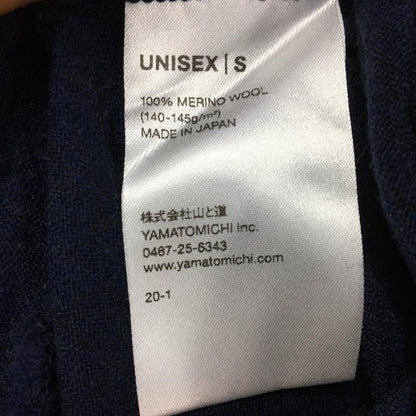 UNISEX | S
100% MERINO WOOL
(140-145g/m²)
MADE IN JAPAN
株式会社山と道
YAMATOMICHI Inc.
0467-25-6343
www.yamatomichi.com
20-1